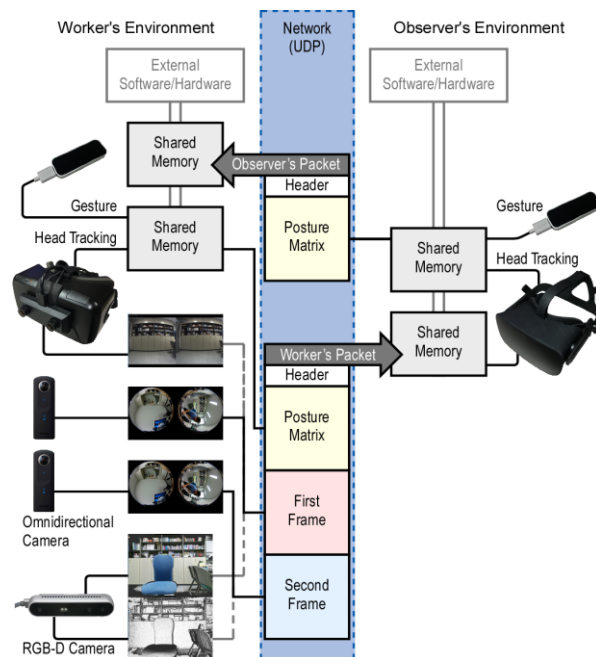 Worker's Environment
Network
(UDP)
Observer's Environment
External
Software/Hardware
External
Software/Hardware
Shared
Memory
Observer's Packet
Header
Gesture
Shared
Memory
Posture
Matrix
Gesture
Shared
Memory
Head Tracking
Head Tracking
Shared
Memory
Worker's Packet
Header
Posture
Matrix
First
Frame
Omnidirectional
Camera
Second
Frame
RGB-D Camera